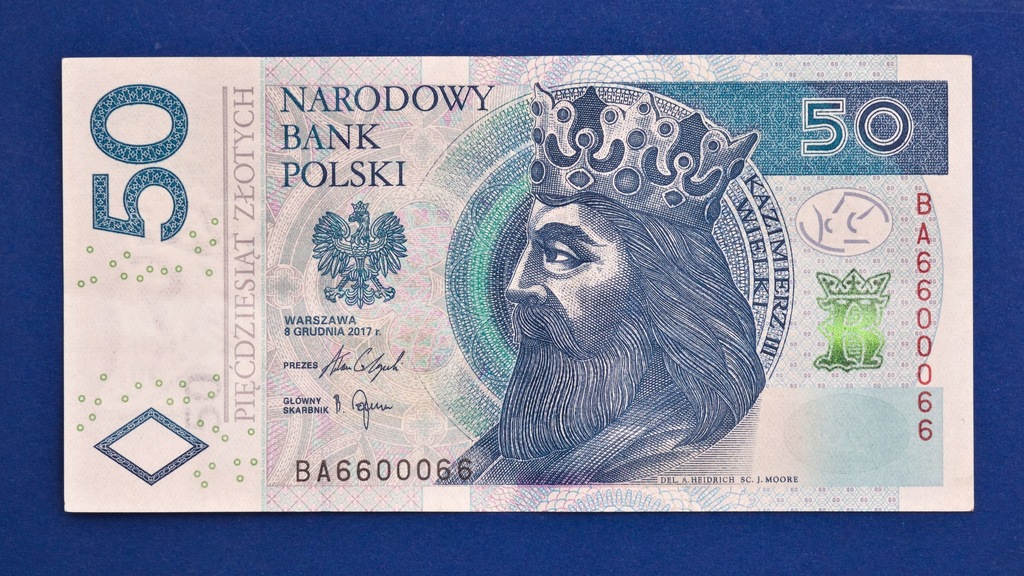 50
PIĘĆDZIESIĄT ZŁOTYCH
NARODOWY
BANK
POLSKI
WARSZAWA
8 GRUDNIA 2017 r.
PREZES
GŁÓWNY
SKARBNIK
BA6600066
50
KAZIMIERZ III
WIELKI
BA6600066
DEL. A. HEIDRICH SC. J. MOORE